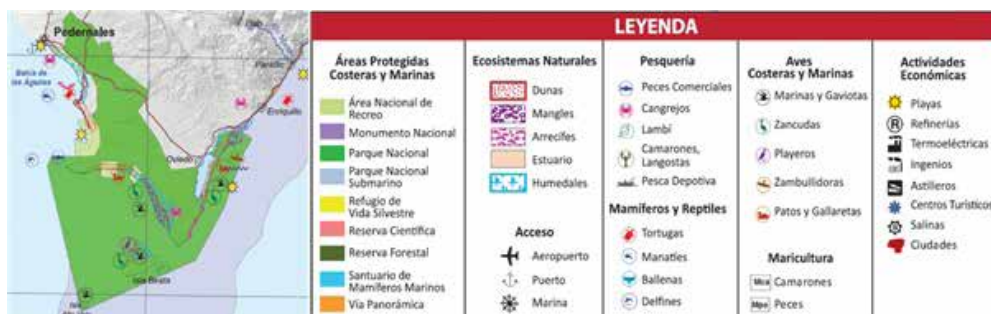 Pedernales
Bahía de
las Águilas
Paraíso
Enriquillo
Oviedo
Isla Beata
LEYENDA
Áreas Protegidas
Costeras y Marinas
Área Nacional de
Recreo
Monumento Nacional
Parque Nacional
Parque Nacional
Submarino
Refugio de
Vida Silvestre
Reserva Científica
Reserva Forestal
Santuario de
Mamíferos Marinos
Vía Panorámica
Ecosistemas Naturales
Dunas
Mangles
Arrecifes
Estuario
Humedales
Acceso
Aeropuerto
Puerto
Marina
Pesquería
Peces Comerciales
Cangrejos
Lambí
Camarones,
Langostas
Pesca Depotiva
Mamíferos y Reptiles
Tortugas
Manatíes
Ballenas
Delfines
Aves
Costeras y Marinas
Marinas y Gaviotas
Zancudas
Playeros
Zambullidoras
Patos y Gallaretas
Maricultura
Mca Camarones
Mpe Peces
Actividades
Económicas
Playas
R Refinerías
Termoeléctricas
Ingenios
Astilleros
Centros Turísticos
Salinas
Ciudades